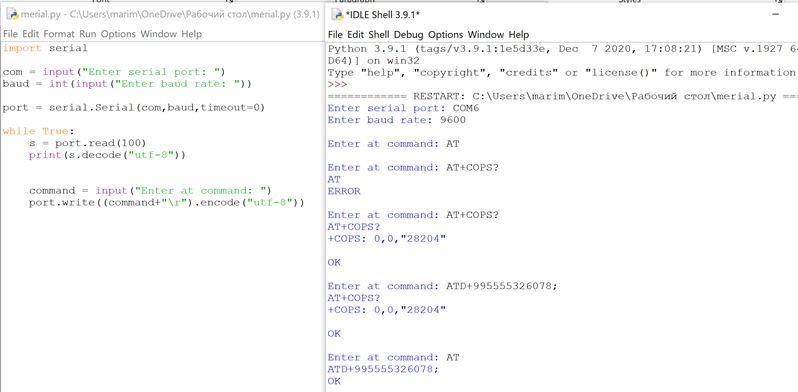 merial.py - C:\Users\marim\OneDrive\Рабочий стол\merial.py (3.9.1)
File Edit Format Run Options Window Help
import serial
com = input("Enter serial port: ")
baud = int(input("Enter baud rate: "))
port = serial.Serial(com,baud,timeout=0)
while True:
    s = port.read(100)
    print(s.decode("utf-8"))
    command = input("Enter at command: ")
    port.write((command+"\r").encode("utf-8"))
*IDLE Shell 3.9.1*
File Edit Shell Debug Options Window Help
Python 3.9.1 (tags/v3.9.1:1e5d33e, Dec  7 2020, 17:08:21) [MSC v.1927 64
D64)] on win32
Type "help", "copyright", "credits" or "license()" for more information
>>>
============ RESTART: C:\Users\marim\OneDrive\Рабочий стол\merial.py ===
Enter serial port: COM6
Enter baud rate: 9600
Enter at command: AT
Enter at command: AT+COPS?
AT
ERROR
Enter at command: AT+COPS?
AT+COPS?
+COPS: 0,0,"28204"
OK
Enter at command: ATD+995555326078;
AT+COPS?
+COPS: 0,0,"28204"
OK
Enter at command: AT
ATD+995555326078;
OK